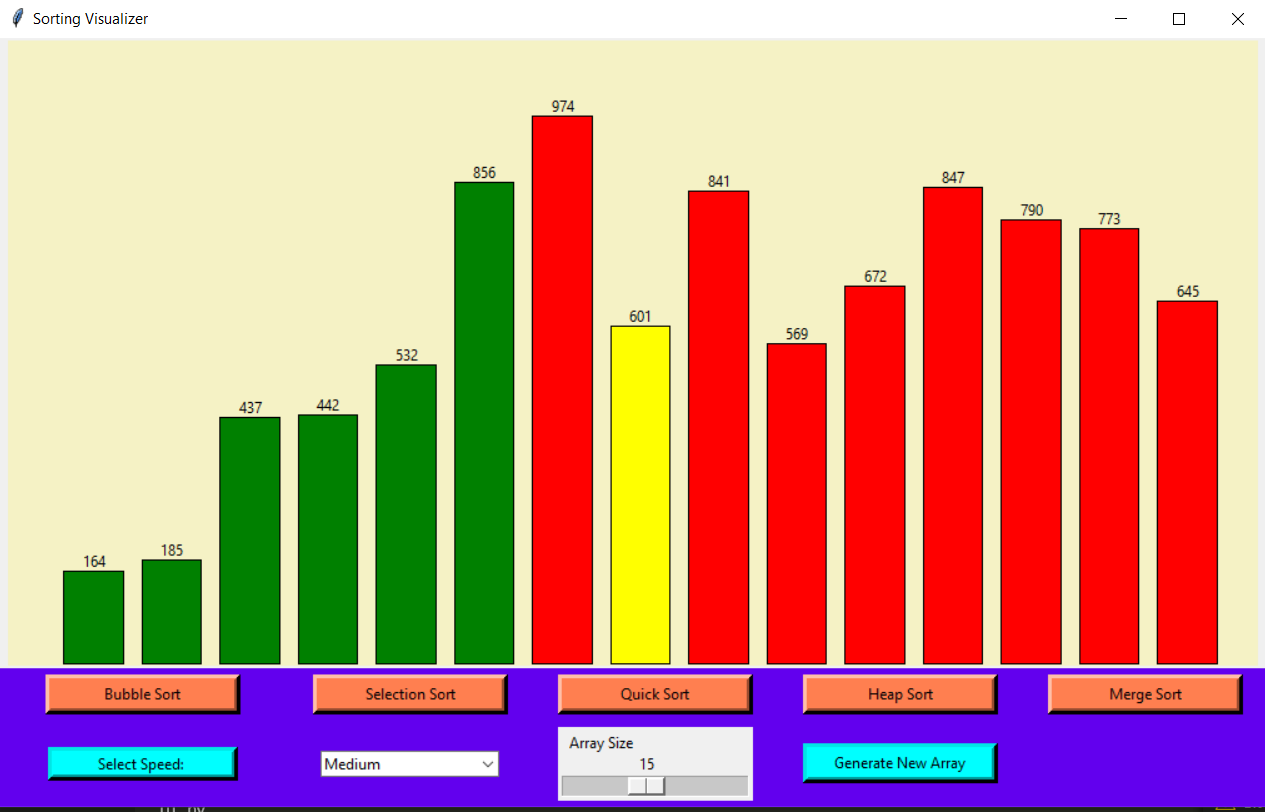 Sorting Visualizer
974
856
841
847
790
773
672
645
601
569
532
437
442
185
164
Bubble Sort
Selection Sort
Quick Sort
Heap Sort
Merge Sort
Array Size
Select Speed:
Medium
15
Generate New Array